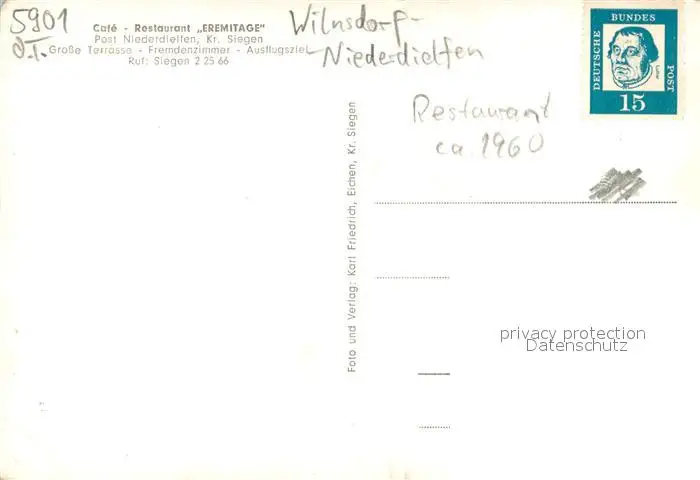 5901
O.T.
Café - Restaurant „EREMITAGE"
Post Niederdielfen, Kr. Siegen
Große Terrasse - Fremdenzimmer - Ausflugsziel
Ruf: Siegen 2 25 66
Wilnsdorf-
-Niederdielfen
Restaurant
ca. 1960
DEUTSCHE
BUNDES
POST
Luther
15
Foto und Verlag: Karl Friedrich, Eichen, Kr. Siegen
privacy protection
Datenschutz